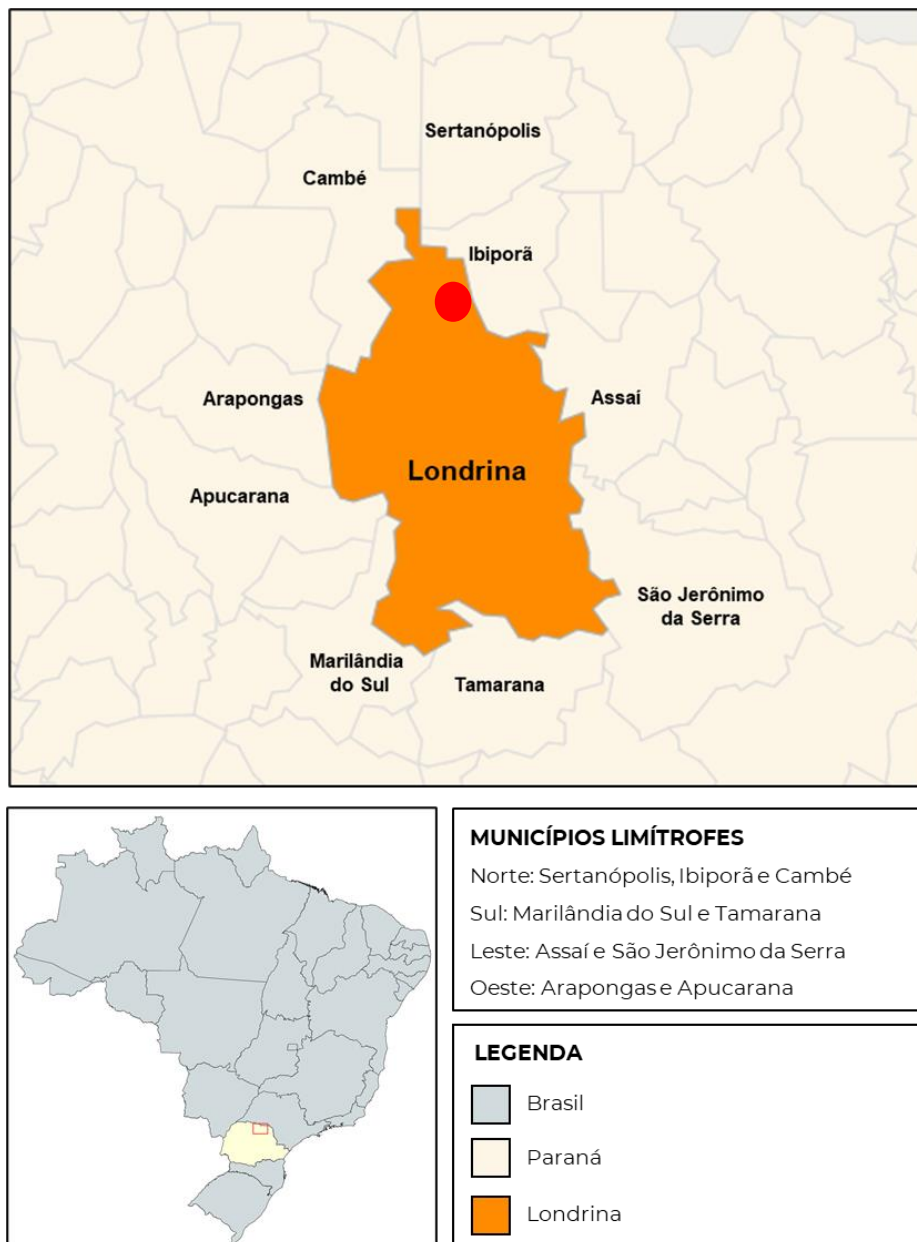 Sertanópolis
Cambé
Ibiporã
Arapongas
Assaí
Londrina
Apucarana
São Jerônimo
da Serra
Marilândia
do Sul
Tamarana
MUNICÍPIOS LIMÍTROFES
Norte: Sertanópolis, Ibiporã e Cambé
Sul: Marilândia do Sul e Tamarana
Leste: Assaí e São Jerônimo da Serra
Oeste: Arapongas e Apucarana
LEGENDA
Brasil
Paraná
Londrina